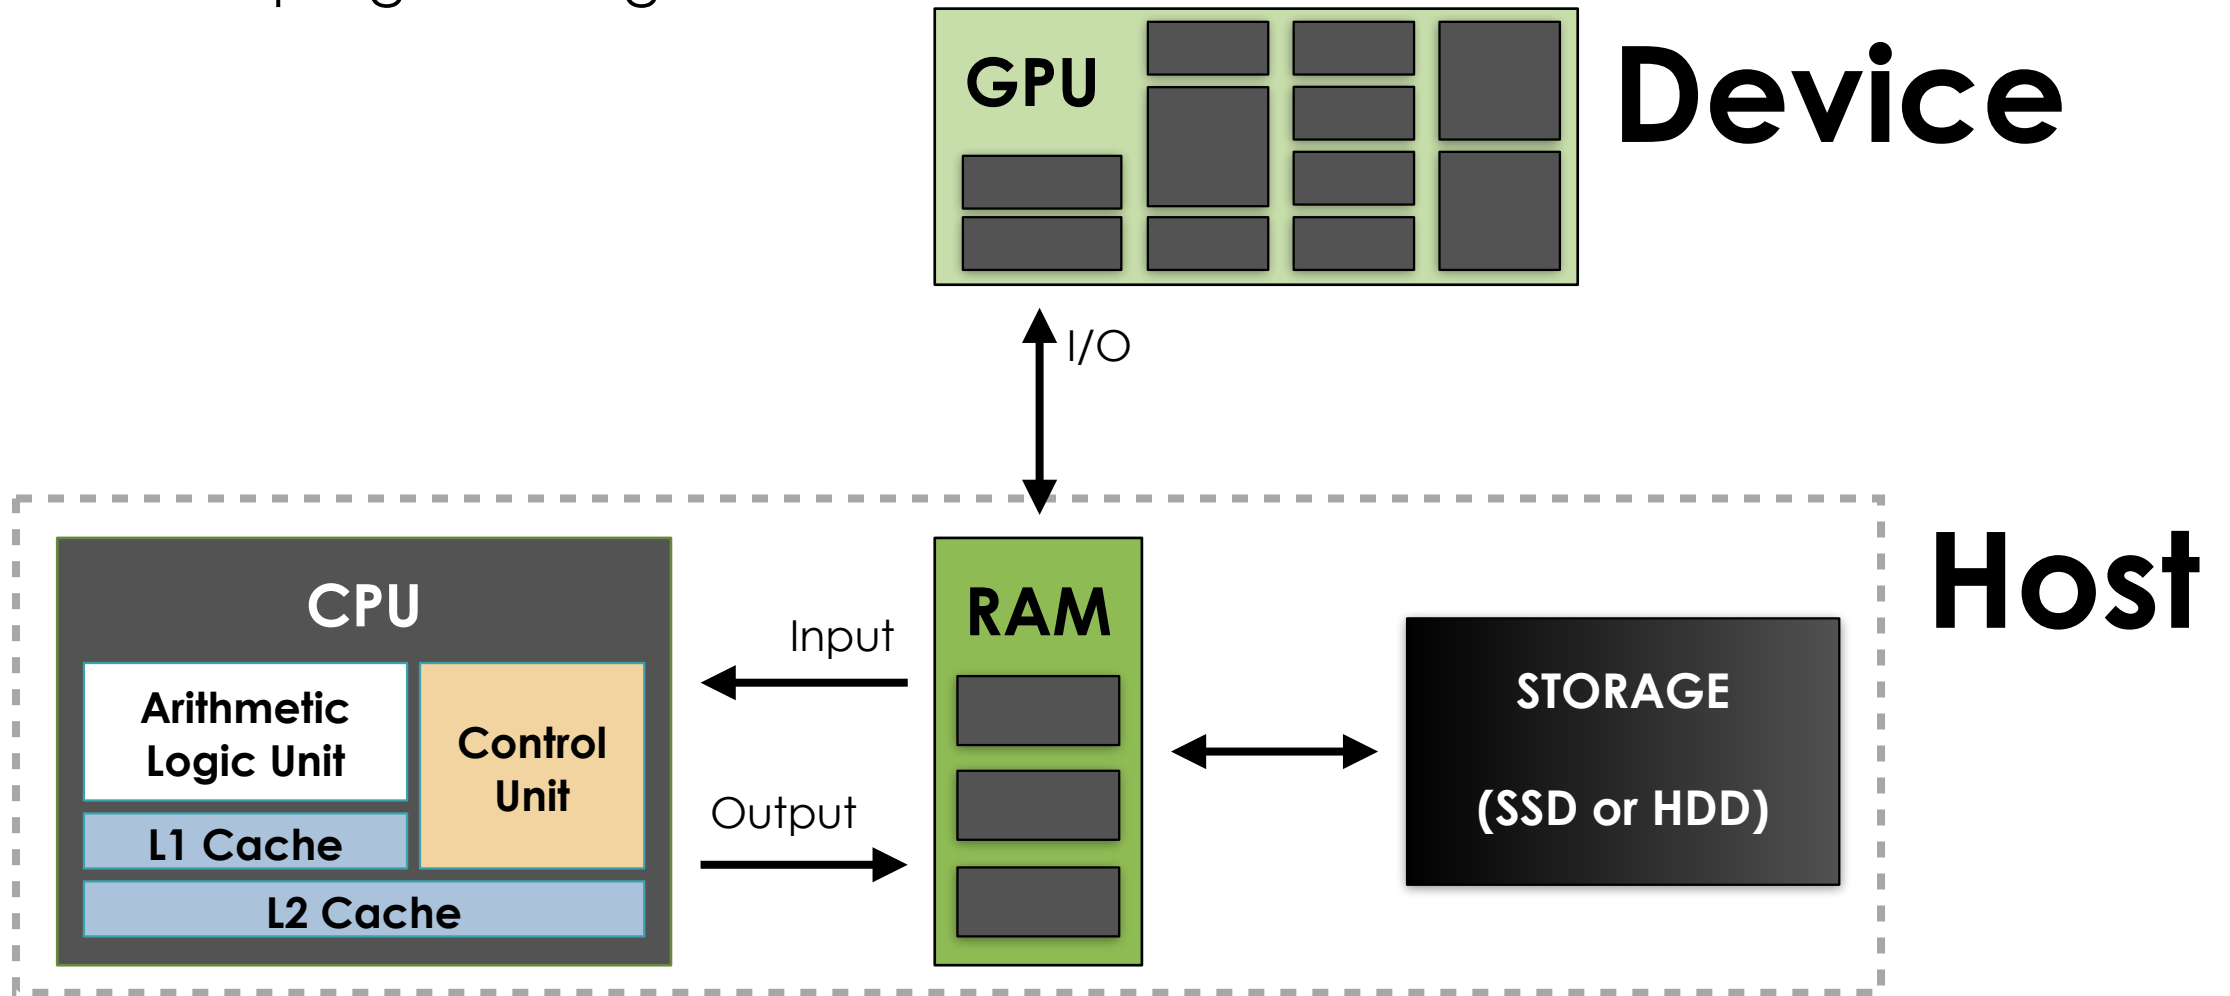 GPU
Device
I/O
Host
CPU
Arithmetic
Logic Unit
Control
Unit
L1 Cache
L2 Cache
Input
Output
RAM
STORAGE
(SSD or HDD)